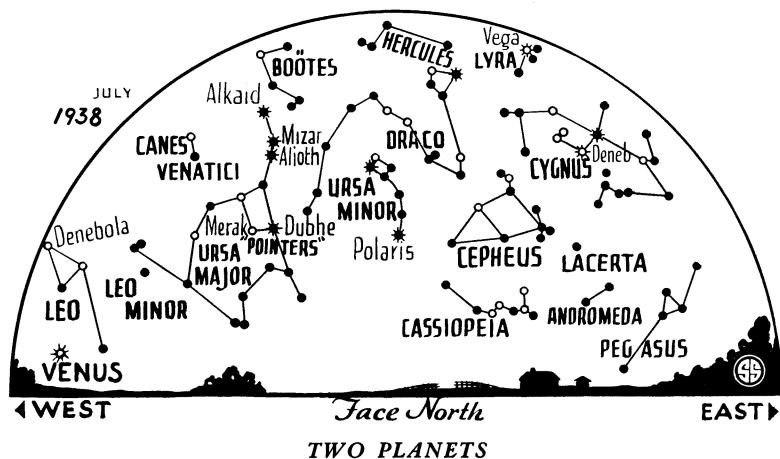 HERCULES
Vega
LYRA
BOÖTES
JULY
1938
Alkaid
CANES
VENATICI
Mizar
Alioth
DRACO
CYGNUS
Deneb
URSA
MINOR
Denebola
Merak
Dubhe
"POINTERS"
URSA
MAJOR
Polaris
CEPHEUS
LACERTA
LEO
LEO
MINOR
CASSIOPEIA
ANDROMEDA
PEGASUS
VENUS
SS
WEST
Face North
EAST
TWO PLANETS